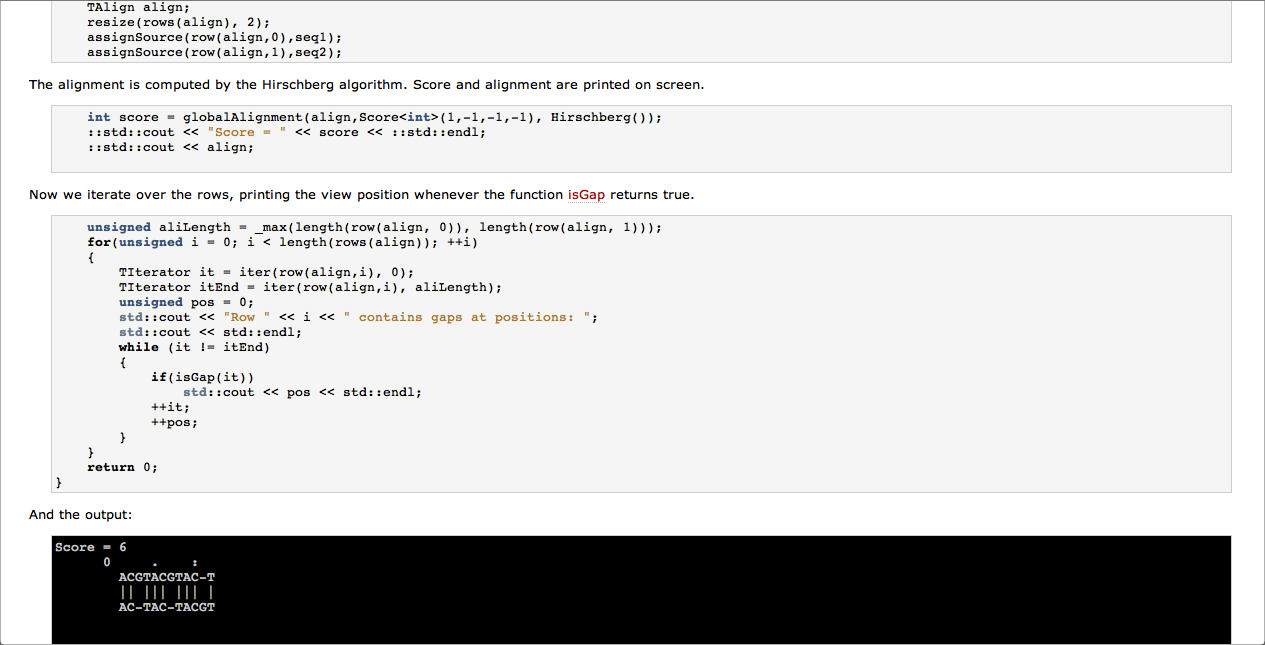 TAlign align;
resize(rows(align), 2);
assignSource(row(align,0),seq1);
assignSource(row(align,1),seq2);
The alignment is computed by the Hirschberg algorithm. Score and alignment are printed on screen.
int score = globalAlignment(align,Score<int>(1,-1,-1,-1), Hirschberg());
::std::cout << "Score = " << score << ::std::endl;
::std::cout << align;
Now we iterate over the rows, printing the view position whenever the function isGap returns true.
unsigned aliLength = _max(length(row(align, 0)), length(row(align, 1)));
for(unsigned i = 0; i < length(rows(align)); ++i)
{
TIterator it = iter(row(align,i), 0);
TIterator itEnd = iter(row(align,i), aliLength);
unsigned pos = 0;
std::cout << "Row " << i << " contains gaps at positions: ";
std::cout << std::endl;
while (it != itEnd)
{
if(isGap(it))
std::cout << pos << std::endl;
++it;
++pos;
}
}
return 0;
}
And the output:
Score = 6
0     .    :
ACGTACGTAC-T
|| ||| ||| |
AC-TAC-TACGT